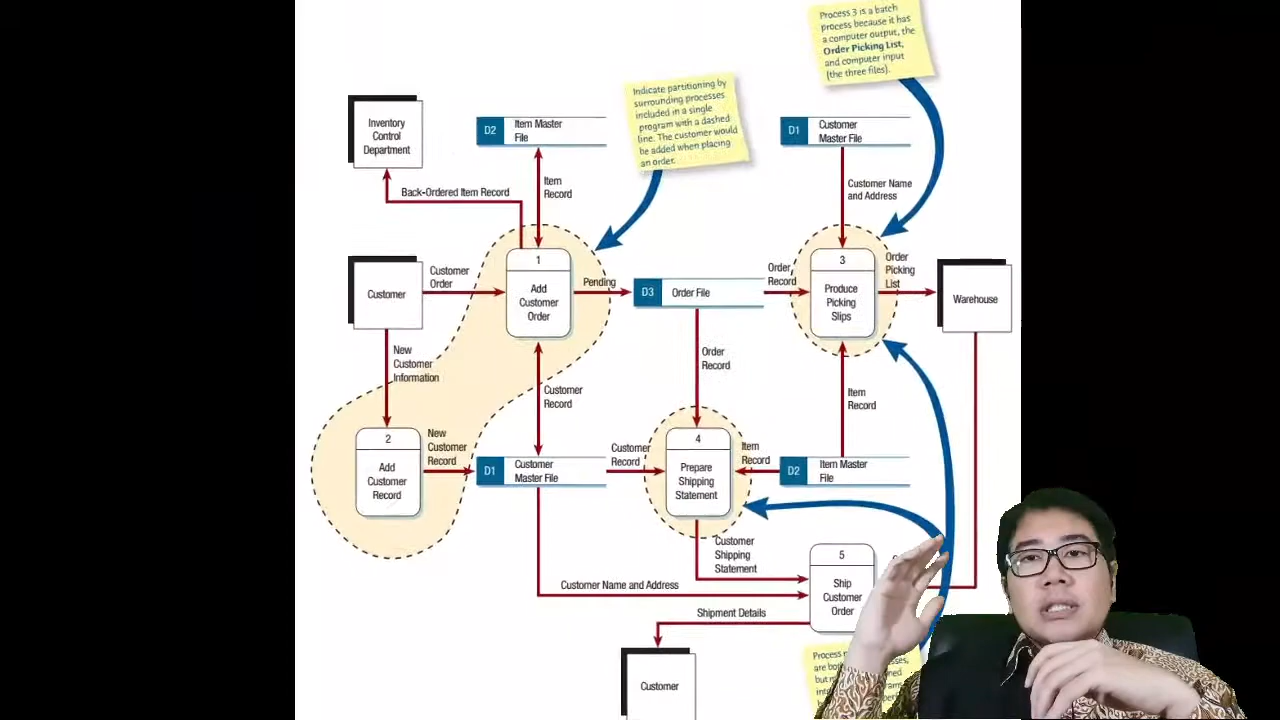 Process 3 is a batch
process because it has
a computer output, the
Order Picking List,
and computer input
(the three files).
Indicate partitioning by
surrounding processes
included in a single
program with a dashed
line. The customer would
be added when placing
an order.
Inventory
Control
Department
D2 Item Master
File
D1 Customer
Master File
Back-Ordered Item Record
Item
Record
Customer Name
and Address
Customer
Customer
Order
1
Add
Customer
Order
Pending
D3 Order File
Order
Record
3
Produce
Picking
Slips
Order
Picking
List
Warehouse
New
Customer
Information
Customer
Record
Order
Record
Item
Record
2
Add
Customer
Record
New
Customer
Record
D1 Customer
Master File
Customer
Record
4
Prepare
Shipping
Statement
Item
Record
D2 Item Master
File
Customer
Shipping
Statement
Customer Name and Address
5
Ship
Customer
Order
Shipment Details
Customer
Process
are
but